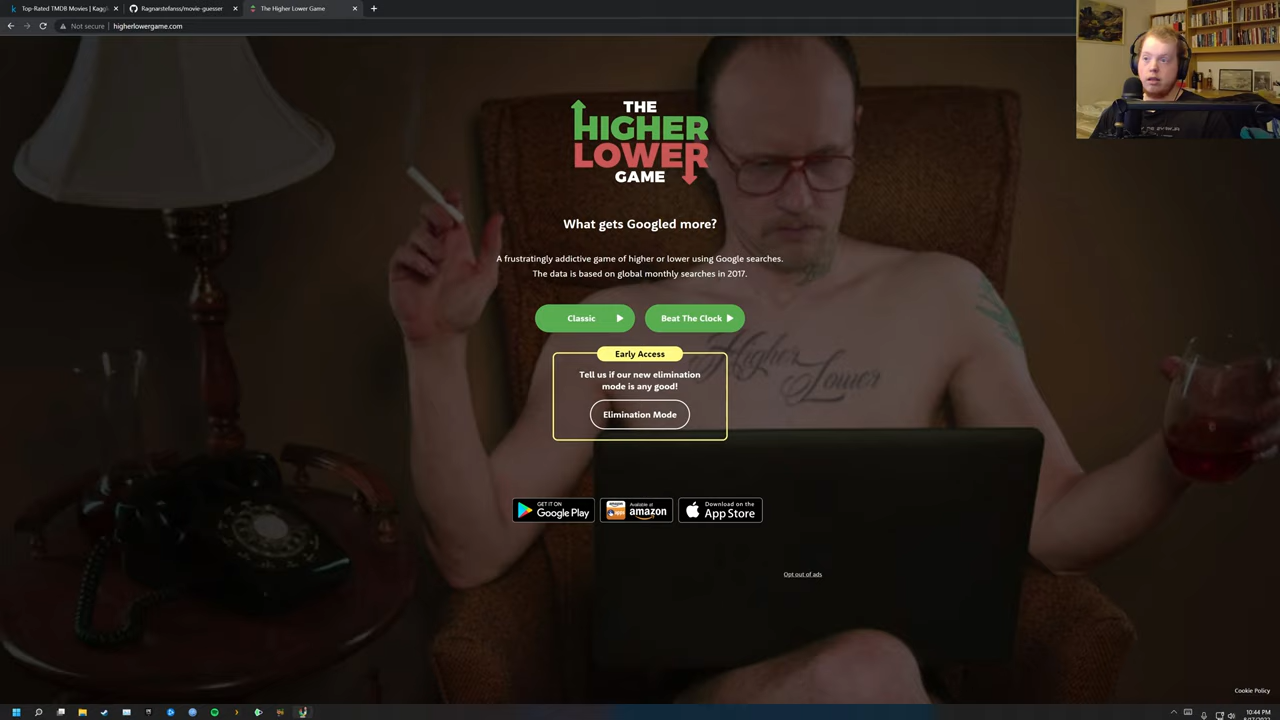 Top-Rated TMDB Movies | Kaggl
Ragnarstefanss/movie-guesser
The Higher Lower Game
Not secure | higherlowergame.com
THE
HIGHER
LOWER
GAME
What gets Googled more?
A frustratingly addictive game of higher or lower using Google searches.
The data is based on global monthly searches in 2017.
Classic
Beat The Clock
Early Access
Tell us if our new elimination
mode is any good!
Elimination Mode
Higher
Lower
GET IT ON
Google Play
Available at
amazon
Download on the
App Store
Opt out of ads
Cookie Policy
10:44 PM